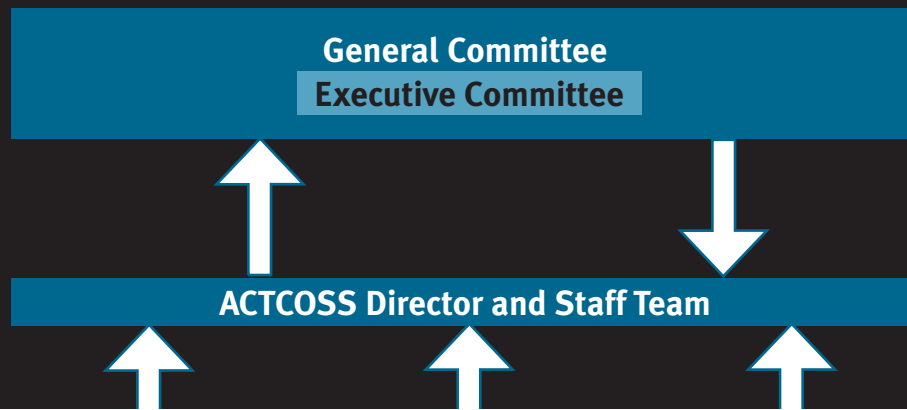 General Committee
Executive Committee
ACTCOSS Director and Staff Team